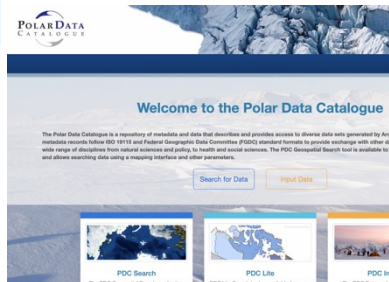 POLARDATA
CATALOGUE
Welcome to the Polar Data Catalogue
The Polar Data Catalogue is a repository of metadata and data that describes and provides access to diverse data sets generated by
metadata records follow ISO 19115 and Federal Geographic Data Committee (FGDC) standard formats to provide exchange with other
wide range of disciplines from natural sciences and policy, to health and social sciences. The PDC Geospatial Search tool is available to
and allows searching data using a mapping interface and other parameters.
Search for Data
Input Data
PDC Search
PDC Lite
PDC